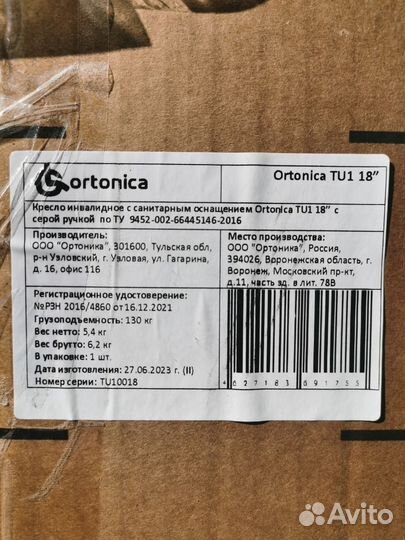 ortonica
Ortonica TU1 18”
Кресло инвалидное с санитарным оснащением Ortonica TU1 18” с
серой ручкой по ТУ 9452-002-66445146-2016
Производитель:
ООО "Ортоника", 301600, Тульская обл,
р-н Узловский, г. Узловая, ул. Гагарина,
д. 16, офис 116
Место производства:
ООО "Ортоника", Россия,
394026, Воронежская область, г.
Воронеж, Московский пр-кт,
д.11, часть зд. в лит. 78В
Регистрационное удостоверение:
№РЗН 2016/4860 от 16.12.2021
Грузоподъемность: 130 кг
Вес нетто: 5,4 кг
Вес брутто: 6,2 кг
В упаковке: 1 шт.
Дата изготовления: 27.06.2023 г. (II)
Номер серии: TU10018
4 627183 691755
Avito